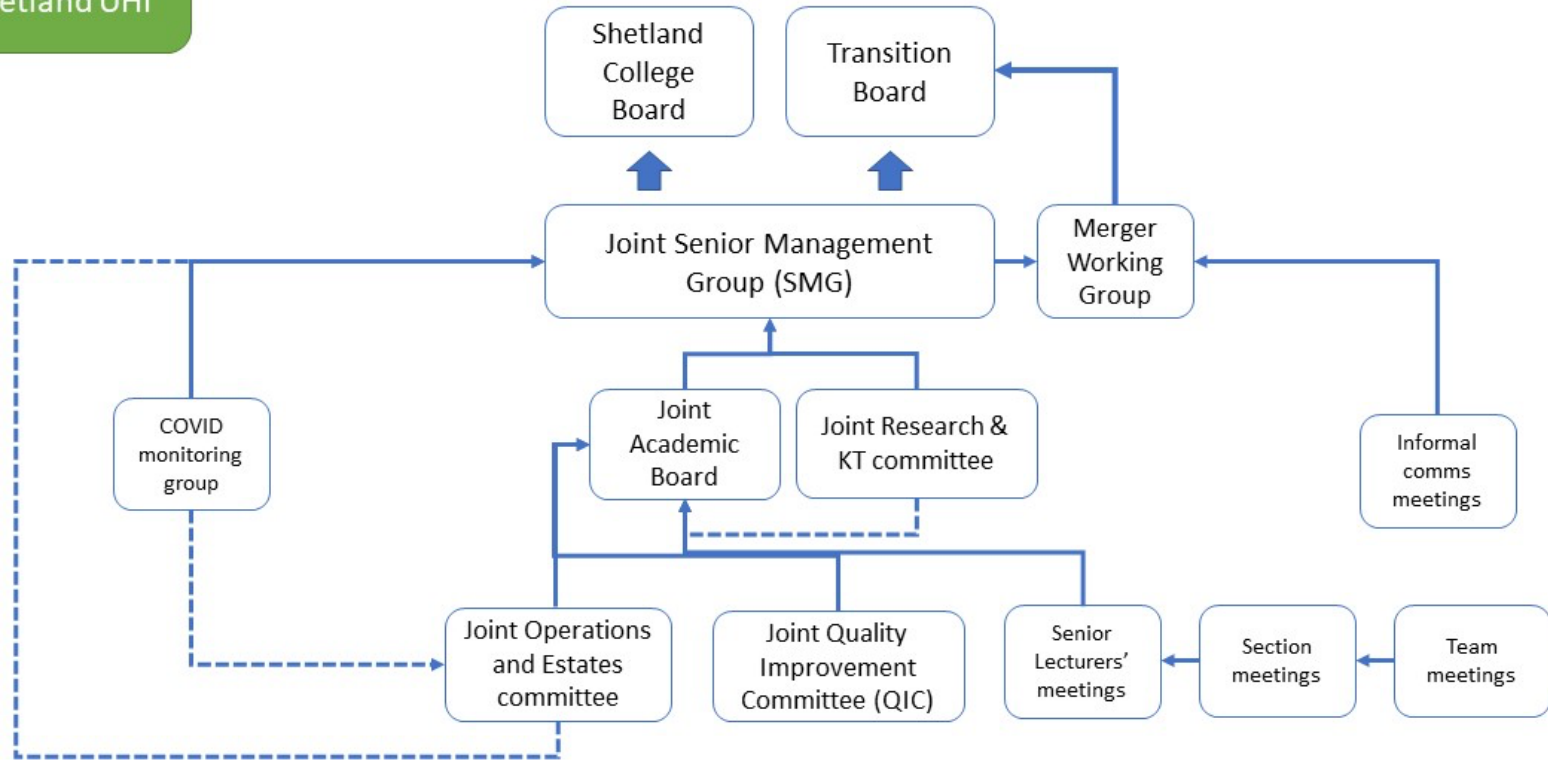 UHI
Shetland
College
Board
Transition
Board
Joint Senior Management
Group (SMG)
Merger
Working
Group
COVID
monitoring
group
Joint
Academic
Board
Joint Research &
KT committee
Informal
comms
meetings
Joint Operations
and Estates
committee
Joint Quality
Improvement
Committee (QIC)
Senior
Lecturers’
meetings
Section
meetings
Team
meetings